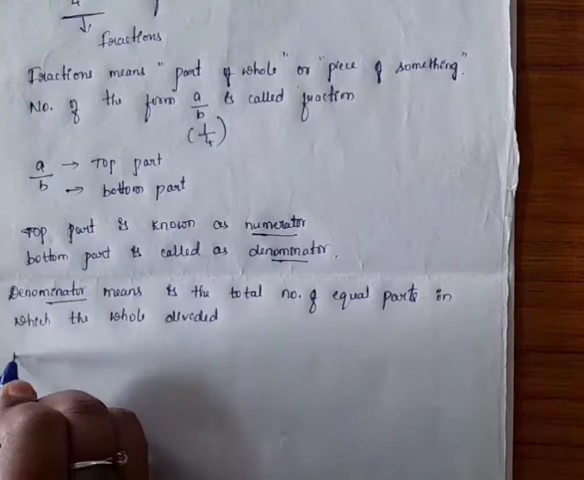 4
fractions
Fractions means "part of whole" or "piece of something".
No. of the form a/b is called fraction
(1/4)
a → Top part
b → bottom part
Top part is known as numerator
bottom part is called as denominator.
Denominator means is the total no. of equal parts in
which the whole divided